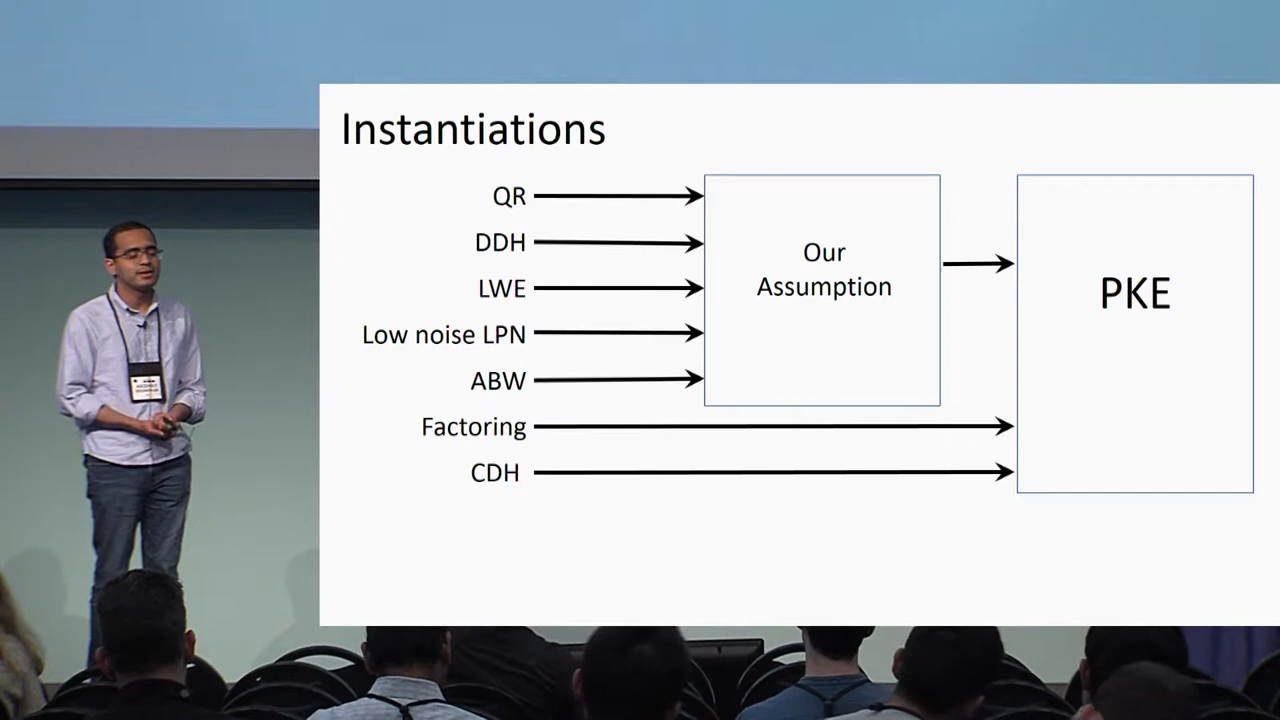 Instantiations
QR
DDH
LWE
Low noise LPN
ABW
Factoring
CDH
Our
Assumption
PKE